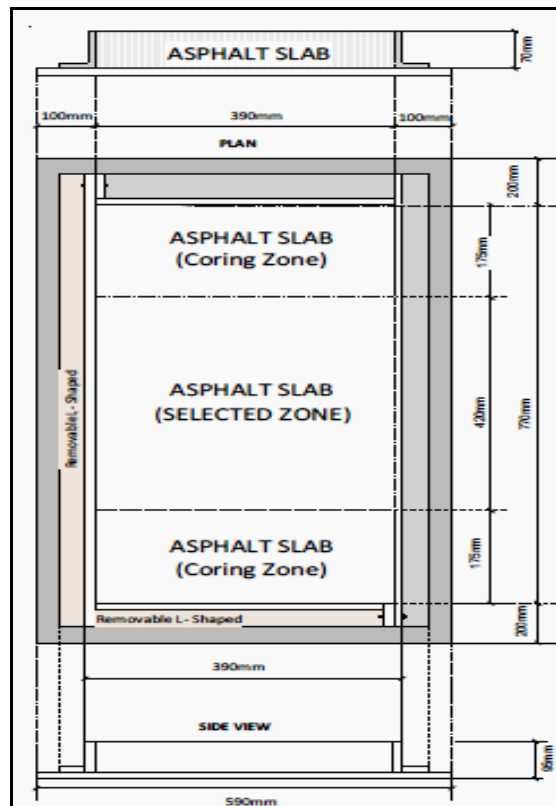 ASPHALT SLAB
70mm
100mm
390mm
100mm
PLAN
200mm
ASPHALT SLAB
(Coring Zone)
175mm
Removable L - Shaped
ASPHALT SLAB
(SELECTED ZONE)
420mm
770mm
ASPHALT SLAB
(Coring Zone)
175mm
Removable L - Shaped
200mm
390mm
SIDE VIEW
95mm
590mm